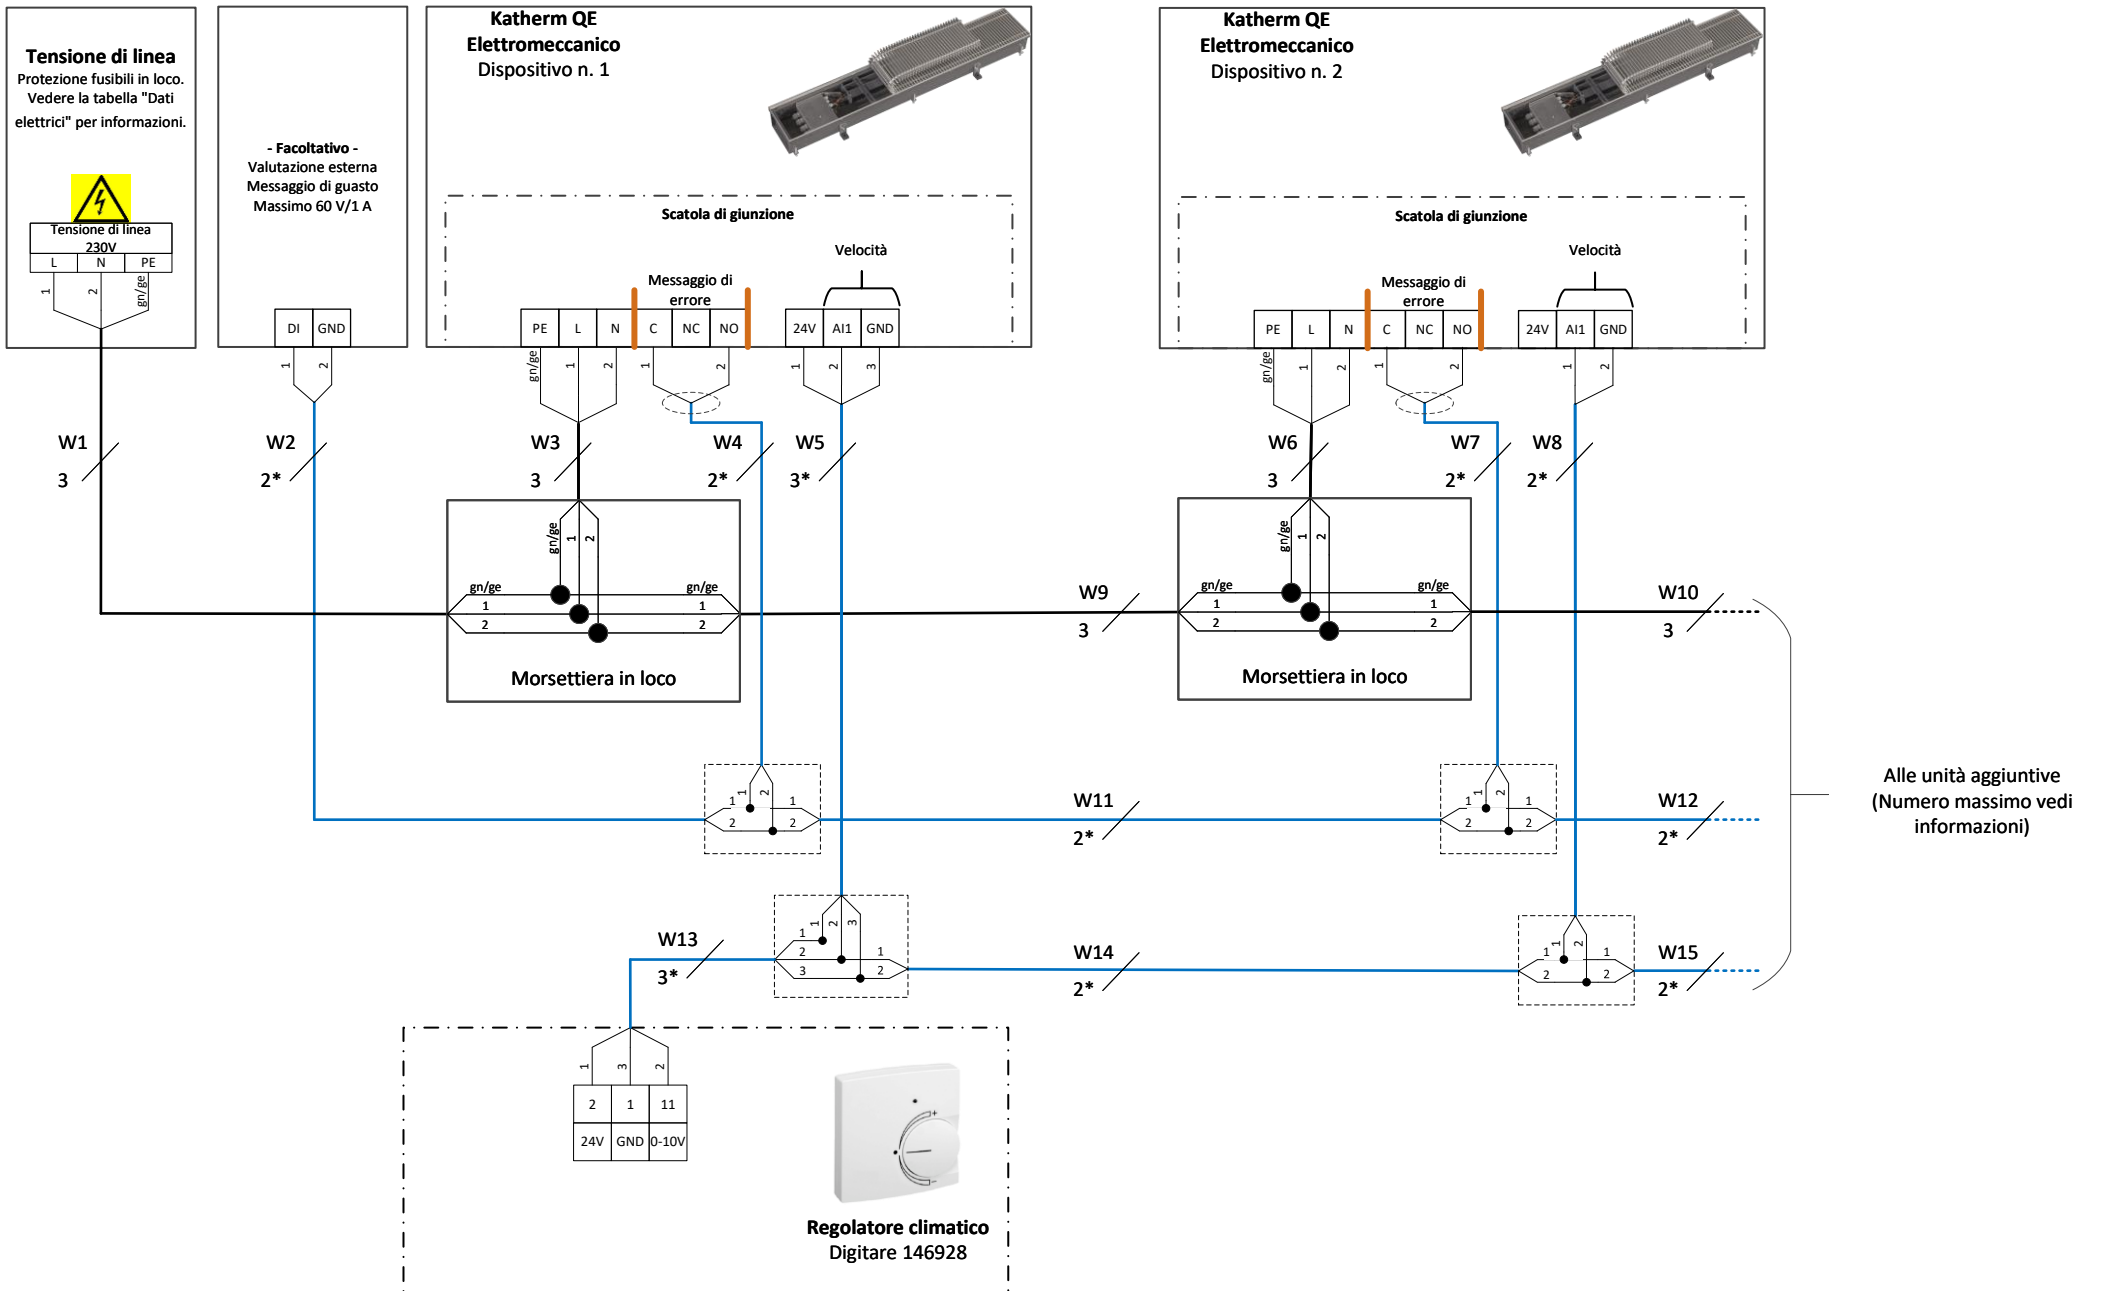 Tensione di linea
Protezione fusibili in loco.
Vedere la tabella "Dati
elettrici" per informazioni.
Tensione di linea
230V
L N PE
1 2 gn/ge
- Facoltativo -
Valutazione esterna
Messaggio di guasto
Massimo 60 V/1 A
DI GND
1 2
Katherm QE
Elettromeccanico
Dispositivo n. 1
Scatola di giunzione
Velocità
Messaggio di
errore
PE L N C NC NO 24V AI1 GND
gn/ge 1 2 1 2 1 2 3
Katherm QE
Elettromeccanico
Dispositivo n. 2
Scatola di giunzione
Velocità
Messaggio di
errore
PE L N C NC NO 24V AI1 GND
gn/ge 1 2 1 2 1 2
W1 W2 W3 W4 W5 W6 W7 W8
3 2* 3 2* 3* 3 2* 2*
gn/ge 1 2
gn/ge gn/ge
1 1
2 2
Morsettiera in loco
W9
3
gn/ge 1 2
gn/ge gn/ge
1 1
2 2
Morsettiera in loco
W10
3
1 2
1 1
2 2
W11
2*
1 2
1 1
2 2
W12
2*
Alle unità aggiuntive
(Numero massimo vedi
informazioni)
W13
3*
1 2 3
1
2 1
3 2
W14
2*
1 2
1 1
2 2
W15
2*
1 3 2
2 1 11
24V GND 0-10V
+
-
Regolatore climatico
Digitare 146928